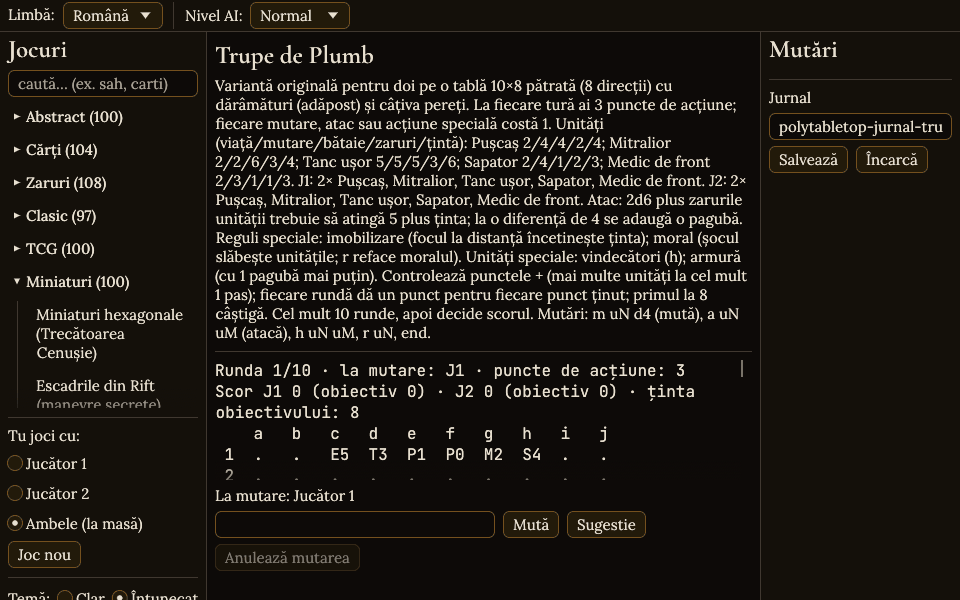 Limbă: Română Nivel AI: Normal
Jocuri
caută... (ex. sah, carti)
Abstract (100)
Cărți (104)
Zaruri (108)
Clasic (97)
TCG (100)
Miniaturi (100)
Miniaturi hexagonale
(Trecătoarea
Cenușie)
Escadrile din Rift
(manevre secrete)
Tu joci cu:
Jucător 1
Jucător 2
Ambele (la masă)
Joc nou
Temă: Clar Întunecat
Trupe de Plumb
Variantă originală pentru doi pe o tablă 10×8 pătrată (8 direcții) cu
dărâmături (adăpost) și câțiva pereți. La fiecare tură ai 3 puncte de acțiune;
fiecare mutare, atac sau acțiune specială costă 1. Unități
(viață/mutare/bătaie/zaruri/țintă): Pușcaș 2/4/4/2/4; Mitralior
2/2/6/3/4; Tanc ușor 5/5/5/3/6; Sapator 2/4/1/2/3; Medic de front
2/3/1/1/3. J1: 2× Pușcaș, Mitralior, Tanc ușor, Sapator, Medic de front. J2: 2×
Pușcaș, Mitralior, Tanc ușor, Sapator, Medic de front. Atac: 2d6 plus zarurile
unității trebuie să atingă 5 plus ținta; la o diferență de 4 se adaugă o pagubă.
Reguli speciale: imobilizare (focul la distanță încetinește ținta); moral (șocul
slăbește unitățile; r reface moralul). Unități speciale: vindecători (h); armură
(cu 1 pagubă mai puțin). Controlează punctele + (mai multe unități la cel mult
1 pas); fiecare rundă dă un punct pentru fiecare punct ținut; primul la 8
câștigă. Cel mult 10 runde, apoi decide scorul. Mutări: m uN d4 (mută), a uN
uM (atacă), h uN uM, r uN, end.
Runda 1/10 · la mutare: J1 · puncte de acțiune: 3
Scor J1 0 (obiectiv 0) · J2 0 (obiectiv 0) · ținta
obiectivului: 8
a b c d e f g h i j
1 . . E5 T3 P1 P0 M2 S4 . .
2 . . . . . . . . . .
La mutare: Jucător 1
Mută Sugestie
Anulează mutarea
Mutări
Jurnal
polytabletop-jurnal-tru
Salvează Încarcă